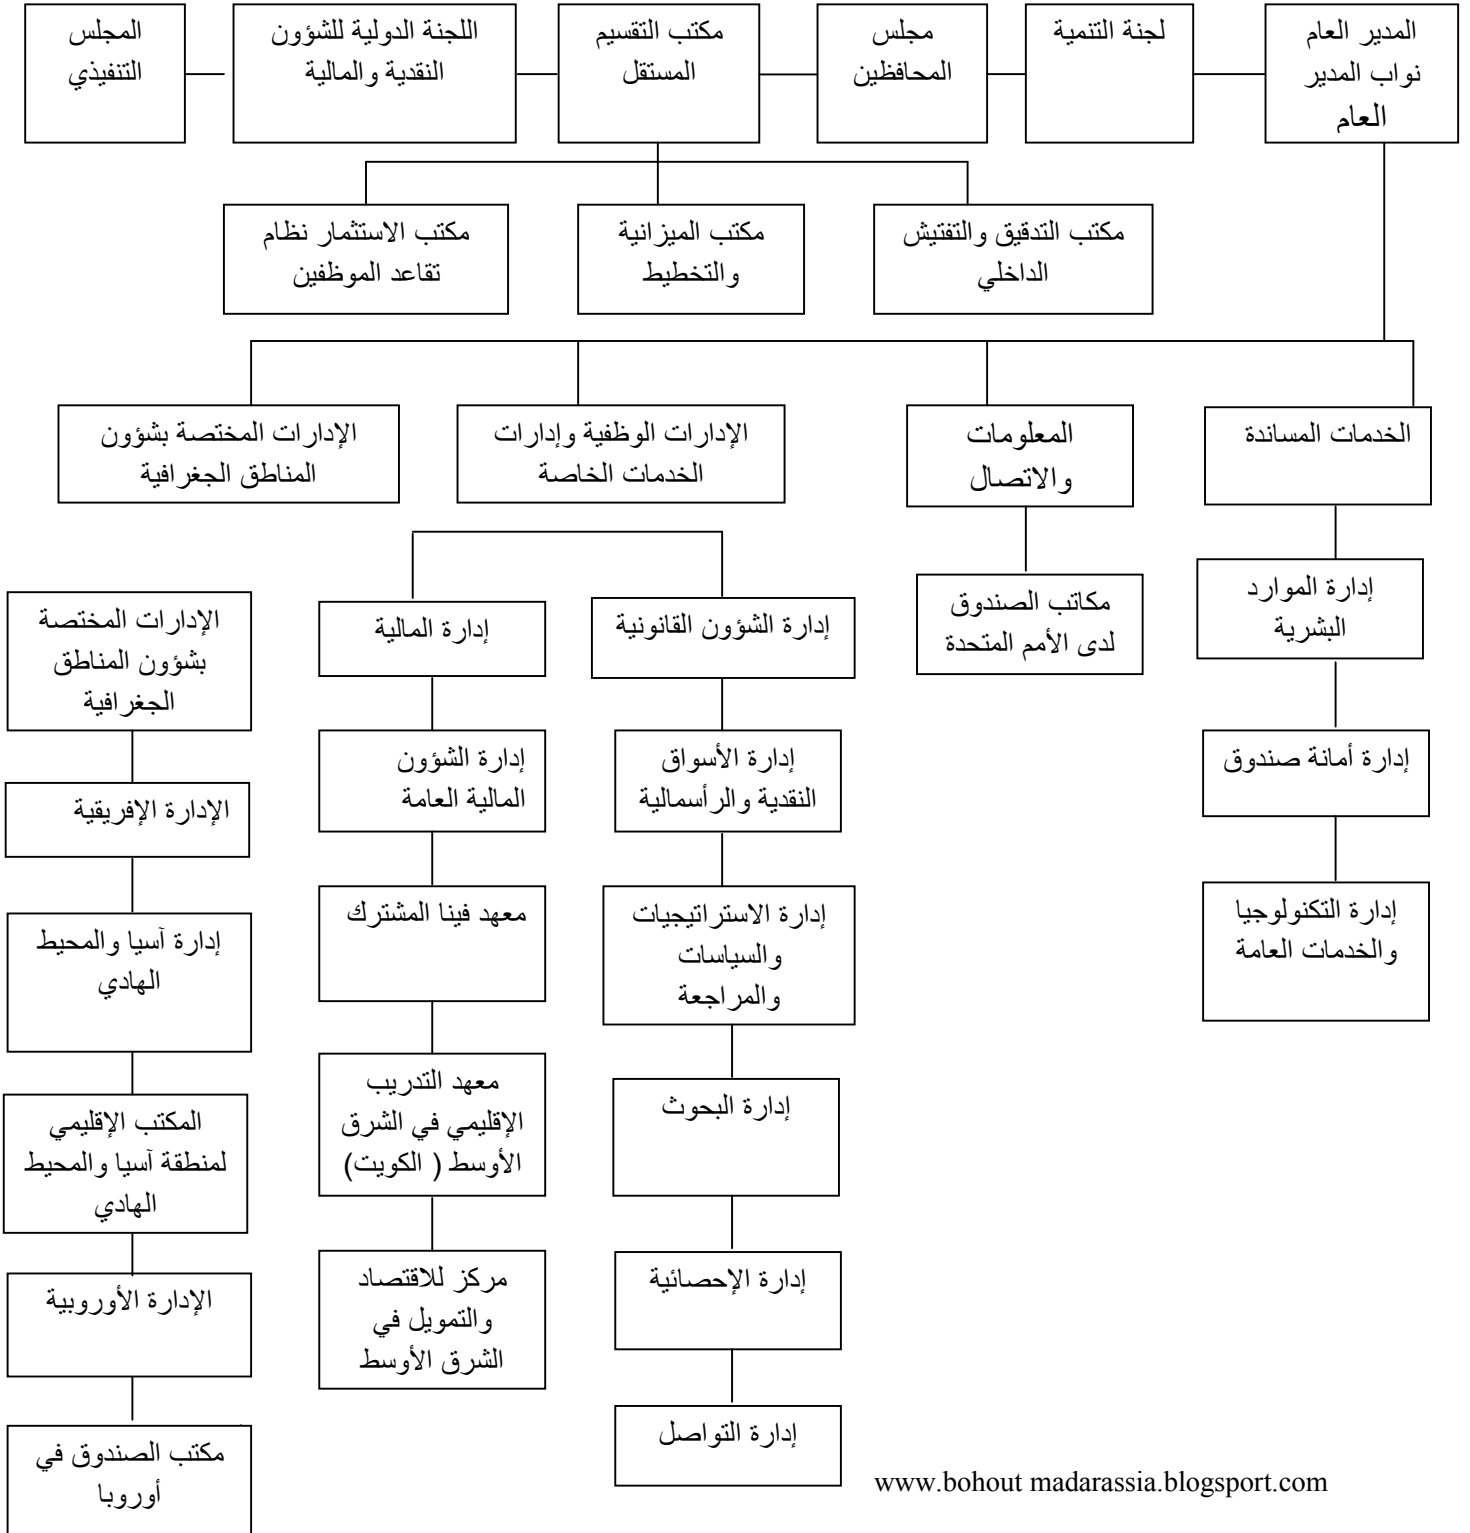 المدير العام
نواب المدير
العام
لجنة التنمية
مجلس
المحافظين
مكتب التقسيم
المستقل
اللجنة الدولية للشؤون
النقدية والمالية
المجلس
التنفيذي
مكتب التدقيق والتفتيش
الداخلي
مكتب الميزانية
والتخطيط
مكتب الاستثمار نظام
تقاعد الموظفين
الخدمات المساندة
المعلومات
والاتصال
الإدارات الوظفية وإدارات
الخدمات الخاصة
الإدارات المختصة بشؤون
المناطق الجغرافية
إدارة الموارد
البشرية
إدارة أمانة صندوق
إدارة التكنولوجيا
والخدمات العامة
مكاتب الصندوق
لدى الأمم المتحدة
إدارة الشؤون القانونية
إدارة الأسواق
النقدية والرأسمالية
إدارة الاستراتيجيات
والسياسات
والمراجعة
إدارة البحوث
إدارة الإحصائية
إدارة التواصل
إدارة المالية
إدارة الشؤون
المالية العامة
معهد فينا المشترك
معهد التدريب
الإقليمي في الشرق
الأوسط ( الكويت)
مركز للاقتصاد
والتمويل في
الشرق الأوسط
الإدارات المختصة
بشؤون المناطق
الجغرافية
الإدارة الإفريقية
إدارة آسيا والمحيط
الهادي
المكتب الإقليمي
لمنطقة آسيا والمحيط
الهادي
الإدارة الأوروبية
مكتب الصندوق في
أوروبا
www.bohout madarassia.blogsport.com